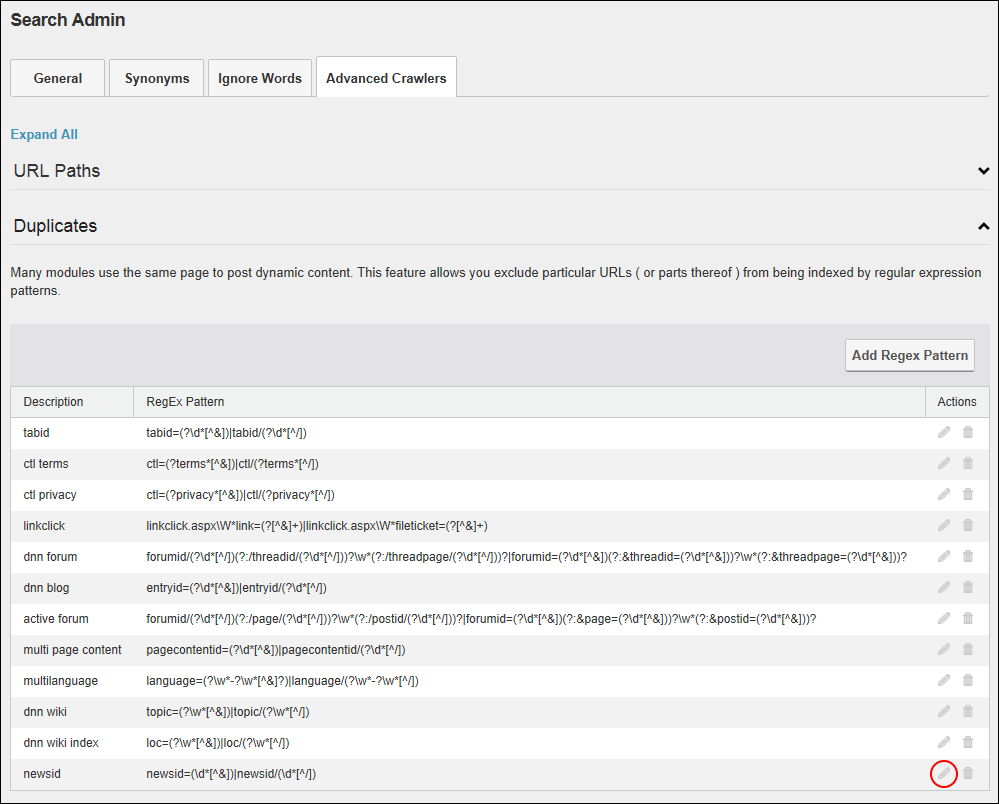 Search Admin
General Synonyms Ignore Words Advanced Crawlers
Expand All
URL Paths
Duplicates
Many modules use the same page to post dynamic content. This feature allows you exclude particular URLs ( or parts thereof ) from being indexed by regular expression
patterns.
Add Regex Pattern
Description RegEx Pattern Actions
tabid tabid=(?\d*[^&])|tabid/(?\d*[^/])
ctl terms ctl=(?terms*[^&])|ctl/(?terms*[^/])
ctl privacy ctl=(?privacy*[^&])|ctl/(?privacy*[^/])
linkclick linkclick.aspx\W*link=(?[^&]+)|linkclick.aspx\W*fileticket=(?[^&]+)
dnn forum forumid/(?\d*[^/])(?:/threadid/(?\d*[^/]))?\w*(?:/threadpage/(?\d*[^/]))?|forumid=(?\d*[^&])(?:&threadid=(?\d*[^&]))?\w*(?:&threadpage=(?\d*[^&]))?
dnn blog entryid=(?\d*[^&])|entryid/(?\d*[^/])
active forum forumid/(?\d*[^/])(?:/page/(?\d*[^/]))?\w*(?:/postid/(?\d*[^/]))?|forumid=(?\d*[^&])(?:&page=(?\d*[^&]))?\w*(?:&postid=(?\d*[^&]))?
multi page content pagecontentid=(?\d*[^&])|pagecontentid/(?\d*[^/])
multilanguage language=(?\w*-?\w*[^&]?)|language/(?\w*-?\w*[^/])
dnn wiki topic=(?\w*[^&])|topic/(?\w*[^/])
dnn wiki index loc=(?\w*[^&])|loc/(?\w*[^/])
newsid newsid=(\d*[^&])|newsid/(\d*[^/])